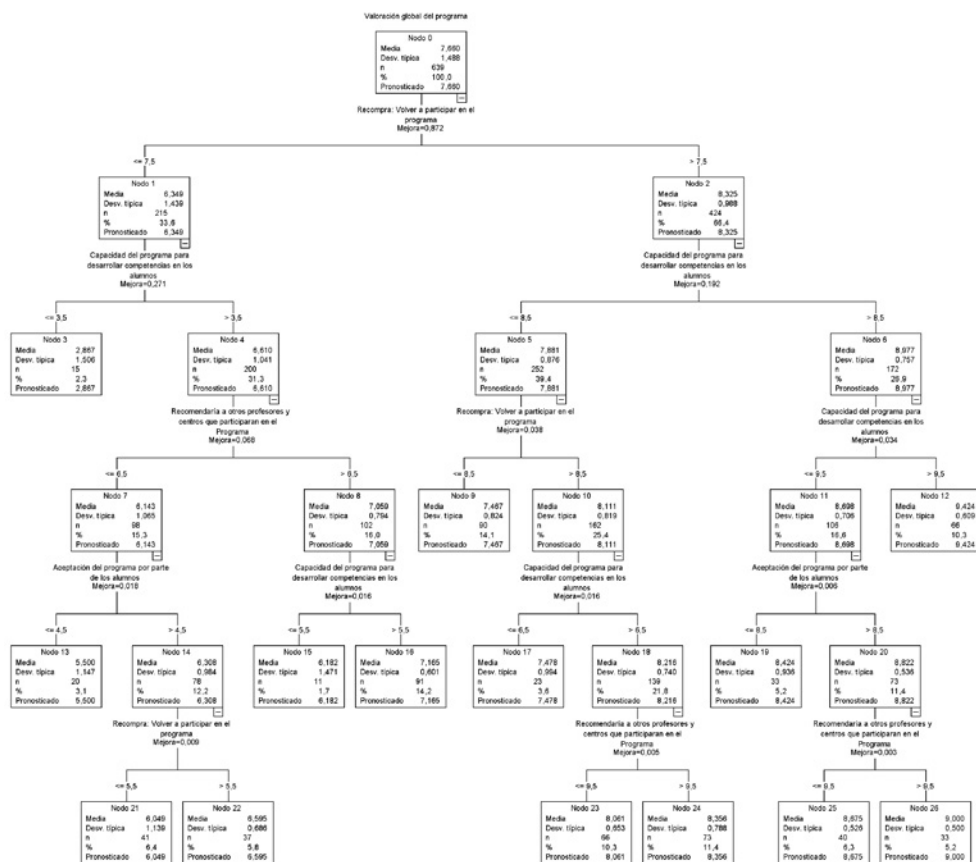 Valoración global del programa
Nodo 0
Media 7,660
Desv. típica 1,488
n 639
% 100,0
Pronosticado 7,660
Recompra: Volver a participar en el
programa
Mejora=0,872
<= 7,5
> 7,5
Nodo 1
Media 6,349
Desv. típica 1,439
n 215
% 33,6
Pronosticado 6,349
Nodo 2
Media 8,325
Desv. típica 0,988
n 424
% 66,4
Pronosticado 8,325
Capacidad del programa para
desarrollar competencias en los
alumnos
Mejora=0,271
Capacidad del programa para
desarrollar competencias en los
alumnos
Mejora=0,192
<= 3,5
> 3,5
<= 8,5
> 8,5
Nodo 3
Media 2,867
Desv. típica 1,506
n 15
% 2,3
Pronosticado 2,867
Nodo 4
Media 6,610
Desv. típica 1,041
n 200
% 31,3
Pronosticado 6,610
Nodo 5
Media 7,881
Desv. típica 0,876
n 252
% 39,4
Pronosticado 7,881
Nodo 6
Media 8,977
Desv. típica 0,757
n 172
% 26,9
Pronosticado 8,977
Recomendaría a otros profesores y
centros que participaran en el
Programa
Mejora=0,068
Recompra: Volver a participar en el
programa
Mejora=0,038
Capacidad del programa para
desarrollar competencias en los
alumnos
Mejora=0,034
<= 6,5
> 6,5
<= 8,5
> 8,5
<= 9,5
> 9,5
Nodo 7
Media 6,143
Desv. típica 1,065
n 98
% 15,3
Pronosticado 6,143
Nodo 8
Media 7,059
Desv. típica 0,794
n 102
% 16,0
Pronosticado 7,059
Nodo 9
Media 7,467
Desv. típica 0,824
n 90
% 14,1
Pronosticado 7,467
Nodo 10
Media 8,111
Desv. típica 0,819
n 162
% 25,4
Pronosticado 8,111
Nodo 11
Media 8,698
Desv. típica 0,706
n 106
% 16,6
Pronosticado 8,698
Nodo 12
Media 9,424
Desv. típica 0,609
n 66
% 10,3
Pronosticado 9,424
Aceptación del programa por parte
de los alumnos
Mejora=0,018
Capacidad del programa para
desarrollar competencias en los
alumnos
Mejora=0,016
Capacidad del programa para
desarrollar competencias en los
alumnos
Mejora=0,016
Aceptación del programa por parte
de los alumnos
Mejora=0,006
<= 4,5
> 4,5
<= 5,5
> 5,5
<= 6,5
> 6,5
<= 8,5
> 8,5
Nodo 13
Media 5,500
Desv. típica 1,147
n 20
% 3,1
Pronosticado 5,500
Nodo 14
Media 6,308
Desv. típica 0,984
n 78
% 12,2
Pronosticado 6,308
Nodo 15
Media 6,182
Desv. típica 1,471
n 11
% 1,7
Pronosticado 6,182
Nodo 16
Media 7,165
Desv. típica 0,601
n 91
% 14,2
Pronosticado 7,165
Nodo 17
Media 7,478
Desv. típica 0,994
n 23
% 3,6
Pronosticado 7,478
Nodo 18
Media 8,216
Desv. típica 0,740
n 139
% 21,8
Pronosticado 8,216
Nodo 19
Media 8,424
Desv. típica 0,936
n 33
% 5,2
Pronosticado 8,424
Nodo 20
Media 8,822
Desv. típica 0,536
n 73
% 11,4
Pronosticado 8,822
Recompra: Volver a participar en el
programa
Mejora=0,009
Recomendaría a otros profesores y
centros que participaran en el
Programa
Mejora=0,005
Recomendaría a otros profesores y
centros que participaran en el
Programa
Mejora=0,003
<= 5,5
> 5,5
<= 9,5
> 9,5
<= 9,5
> 9,5
Nodo 21
Media 6,049
Desv. típica 1,139
n 41
% 6,4
Pronosticado 6,049
Nodo 22
Media 6,595
Desv. típica 0,686
n 37
% 5,8
Pronosticado 6,595
Nodo 23
Media 8,061
Desv. típica 0,653
n 66
% 10,3
Pronosticado 8,061
Nodo 24
Media 8,356
Desv. típica 0,788
n 73
% 11,4
Pronosticado 8,356
Nodo 25
Media 8,675
Desv. típica 0,526
n 40
% 6,3
Pronosticado 8,675
Nodo 26
Media 9,000
Desv. típica 0,500
n 33
% 5,2
Pronosticado 9,000